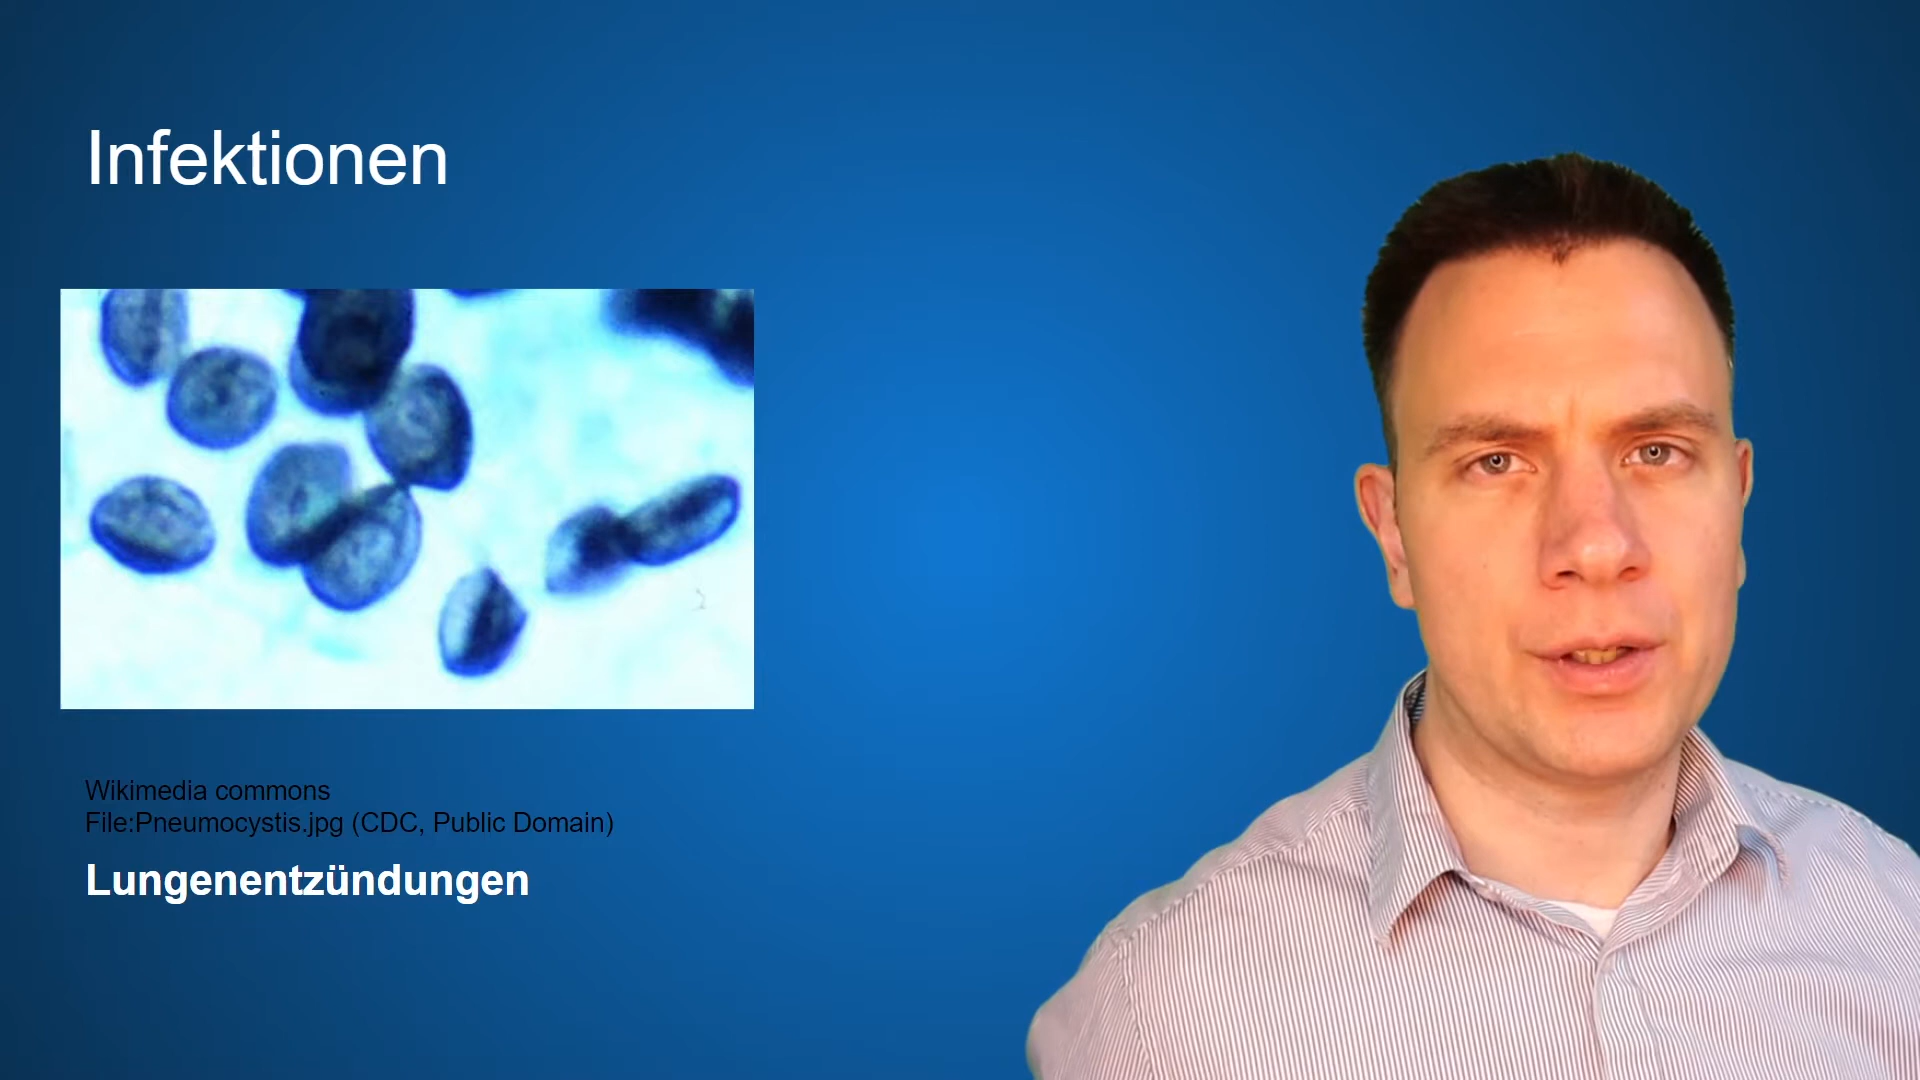 Infektionen
Wikimedia commons
File:Pneumocystis.jpg (CDC, Public Domain)
Lungenentzündungen